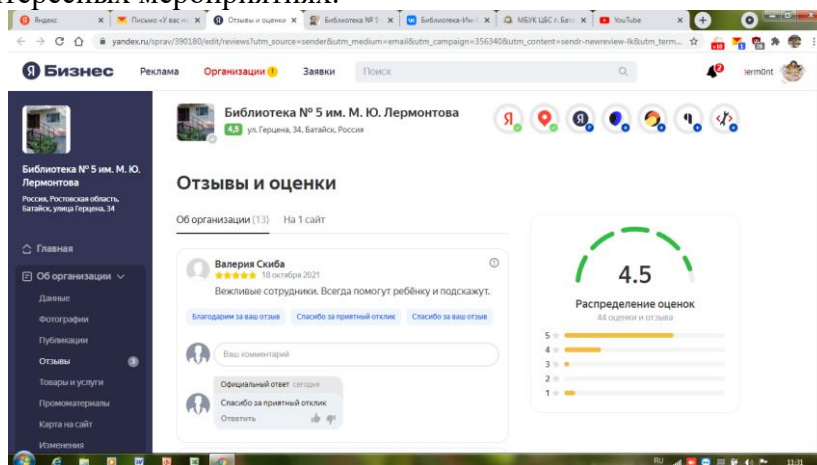 тересных мероприятиях.
Яндекс
Письмо «У вас но
Отзывы и оценки
Библиотека № 5
Библиотека-Им-
МБУК ЦБС г. Бата
YouTube
yandex.ru/sprav/390180/edit/reviews?utm_source=sender&utm_medium=email&utm_campaign=356340&utm_content=sendr-newreview-lk&utm_term...
Я Бизнес
Реклама
Организации
Заявки
Поиск
2
lerm0nt
Библиотека № 5 им. М. Ю. Лермонтова
4,5 ул. Герцена, 34, Батайск, Россия
Библиотека № 5 им. М. Ю.
Лермонтова
Россия, Ростовская область,
Батайск, улица Герцена, 34
Главная
Об организации
Данные
Фотографии
Публикации
Отзывы 3
Товары и услуги
Промоматериалы
Карта на сайт
Изменения
Отзывы и оценки
Об организации (13) На 1 сайт
Валерия Скиба
18 октября 2021
Вежливые сотрудники. Всегда помогут ребёнку и подскажут.
Благодарим за ваш отзыв Спасибо за приятный отклик Спасибо за ваш отзыв
Ваш комментарий
Официальный ответ сегодня
Спасибо за приятный отклик
Ответить
4.5
Распределение оценок
44 оценки и отзыва
5
4
3
2
1
RU
11:31